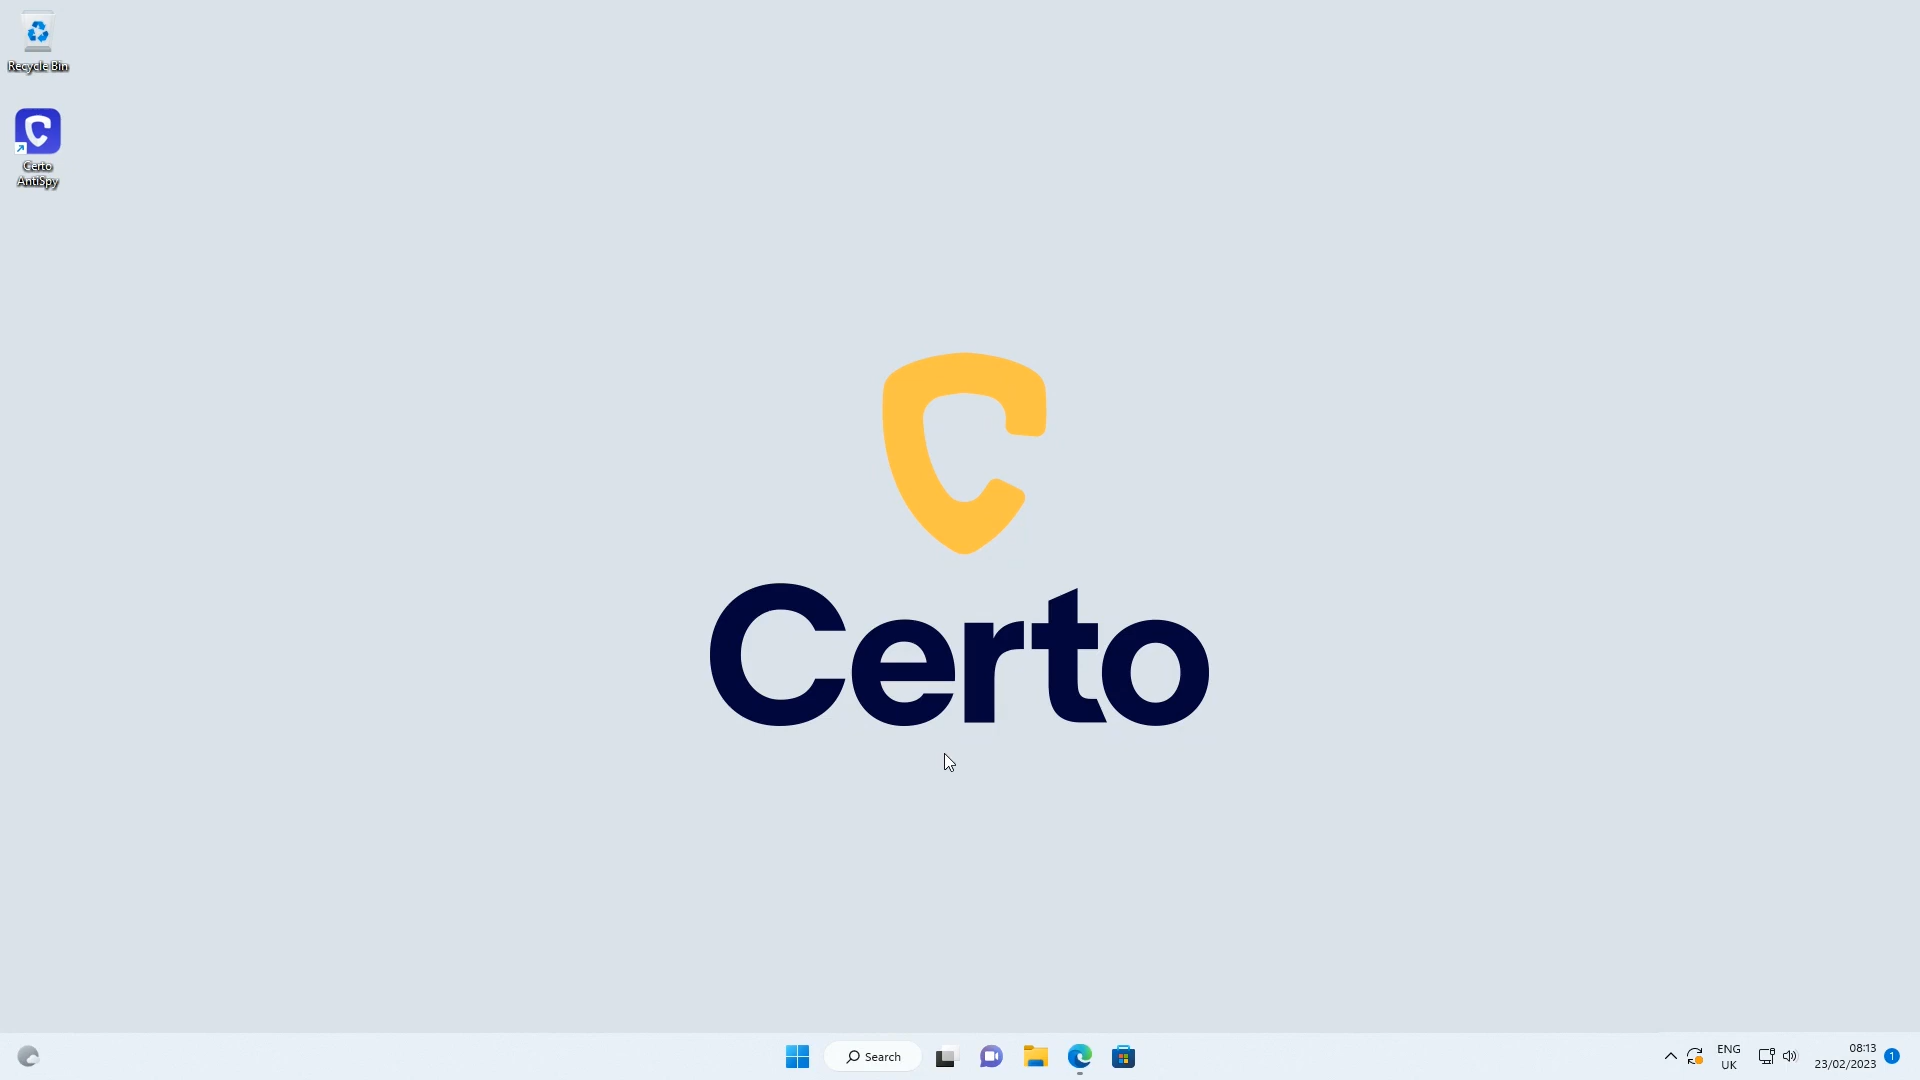 Recycle Bin
Certo
AntiSpy
Certo
Search
ENG
UK
08:13
23/02/2023
1